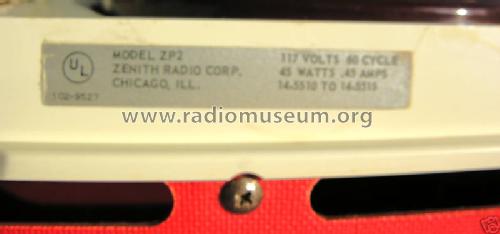 UL
MODEL ZP2
ZENITH RADIO CORP.
CHICAGO, ILL.
102-9527
117 VOLTS 60 CYCLE
45 WATTS .45 AMPS
14-5510 TO 14-5515
www.radiomuseum.org